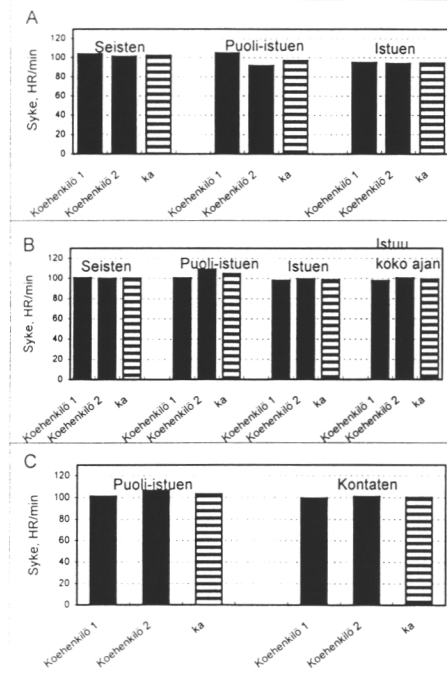 A
Seisten Puoli-istuen Istuen
Syke, HR/min
120
100
80
60
40
20
0
Koehenkilö 1 Koehenkilö 2 ka Koehenkilö 1 Koehenkilö 2 ka Koehenkilö 1 Koehenkilö 2 ka
B
Seisten Puoli-istuen Istuen Istuu
koko ajan
Syke, HR/min
120
100
80
60
40
20
0
Koehenkilö 1 Koehenkilö 2 ka Koehenkilö 1 Koehenkilö 2 ka Koehenkilö 1 Koehenkilö 2 ka Koehenkilö 1 Koehenkilö 2 ka
C
Puoli-istuen Kontaten
Syke, HR/min
120
100
80
60
40
20
0
Koehenkilö 1 Koehenkilö 2 ka Koehenkilö 1 Koehenkilö 2 ka